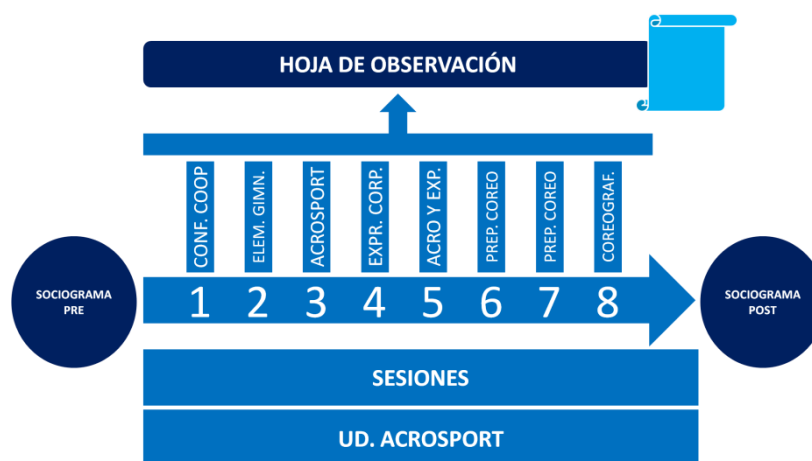 HOJA DE OBSERVACIÓN
CONF. COOP
ELEM. GIMN.
ACROSPORT
EXPR. CORP.
ACRO Y EXP.
PREP. COREO
PREP. COREO
COREOGRAF.
SOCIOGRAMA
PRE
1 2 3 4 5 6 7 8
SOCIOGRAMA
POST
SESIONES
UD. ACROSPORT